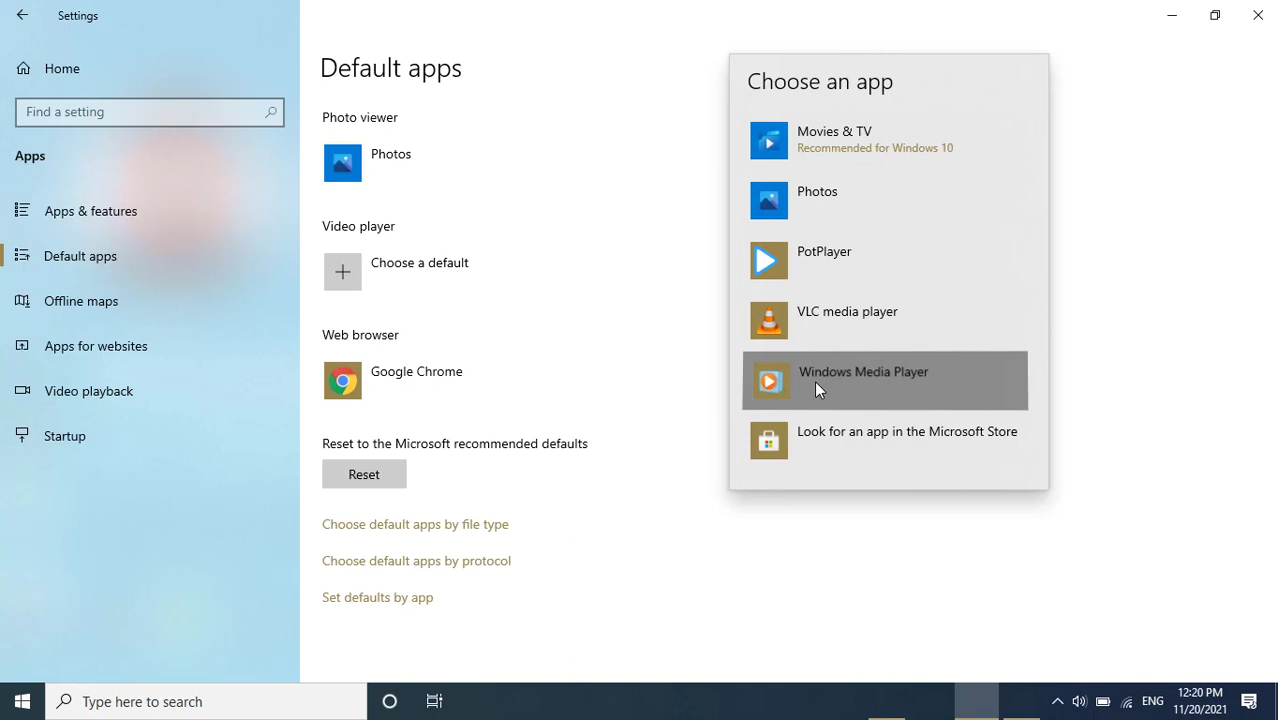 Settings
Home
Find a setting
Apps
Apps & features
Default apps
Offline maps
Apps for websites
Video playback
Startup
Default apps
Photo viewer
Photos
Video player
Choose a default
Web browser
Google Chrome
Reset to the Microsoft recommended defaults
Reset
Choose default apps by file type
Choose default apps by protocol
Set defaults by app
Choose an app
Movies & TV
Recommended for Windows 10
Photos
PotPlayer
VLC media player
Windows Media Player
Look for an app in the Microsoft Store
Type here to search
ENG
12:20 PM
11/20/2021